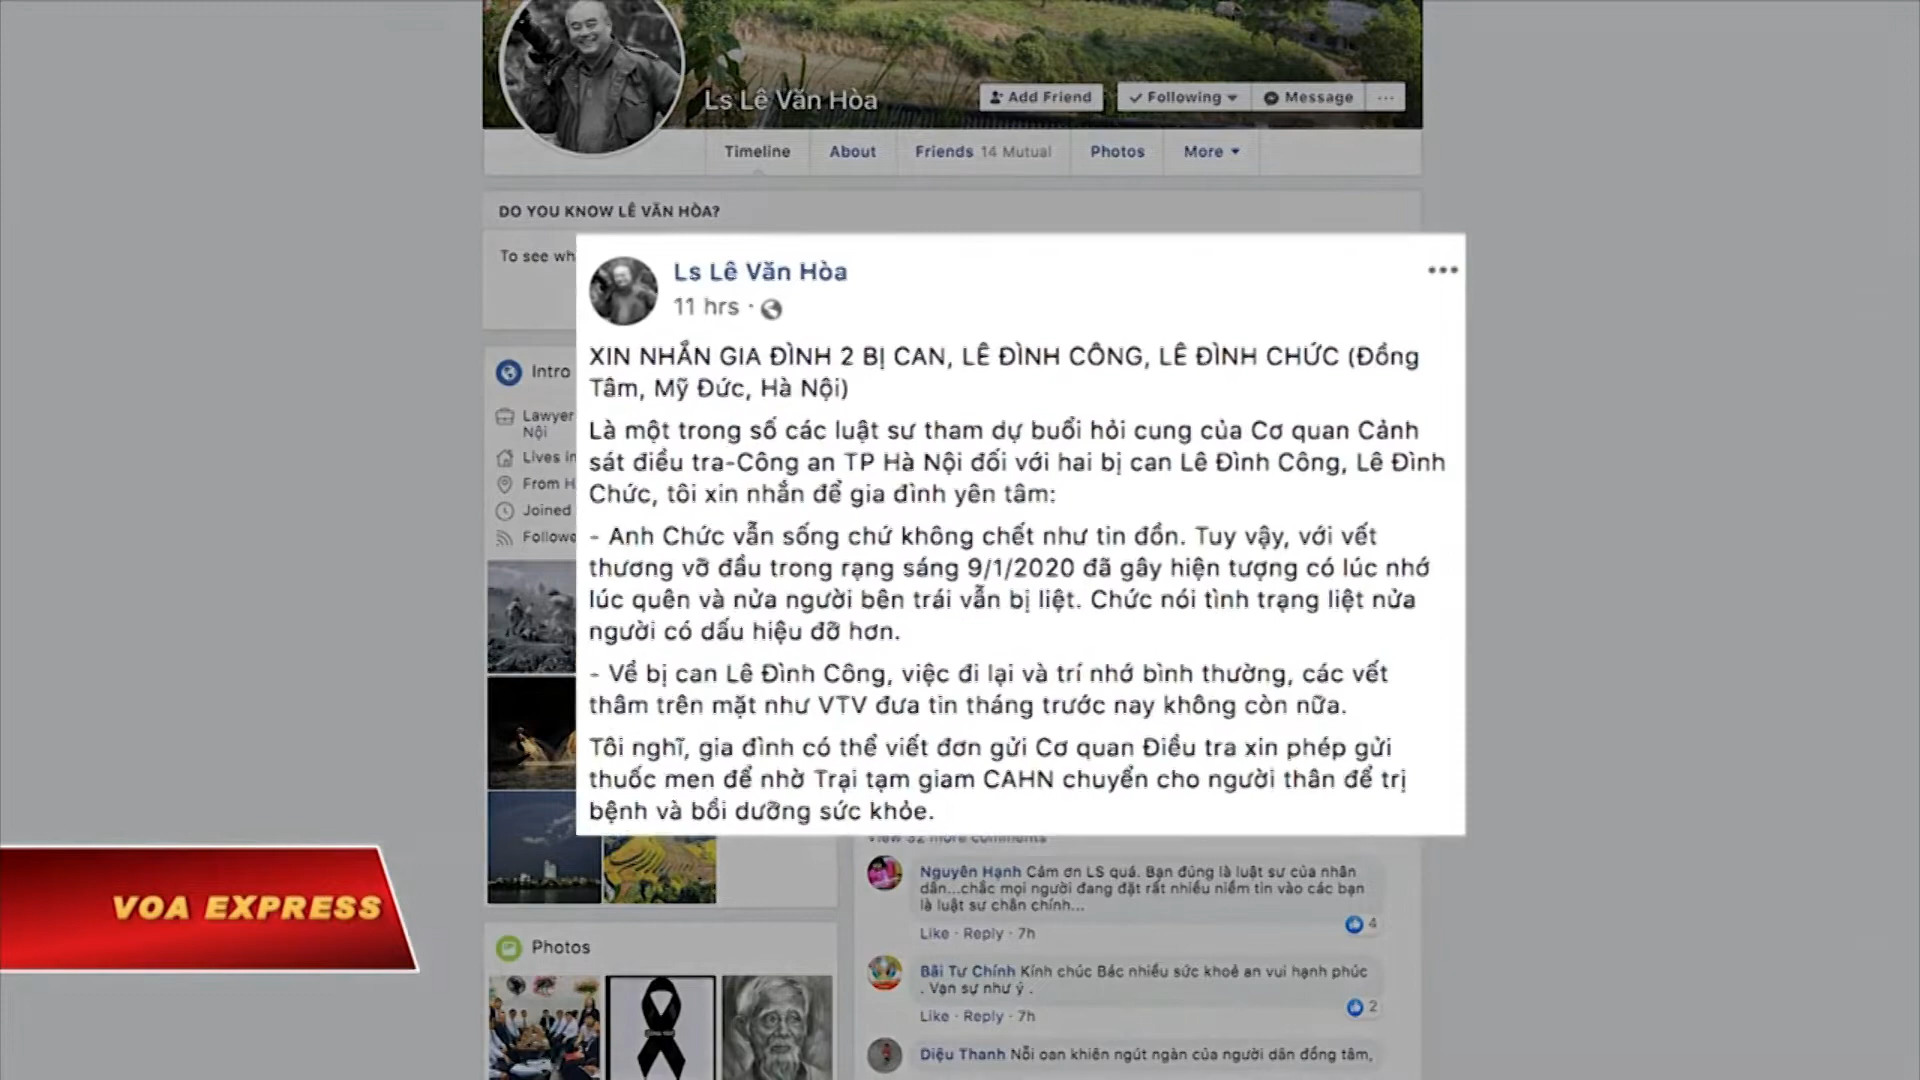 Ls Lê Văn Hòa
Add Friend
Following
Message
Timeline
About
Friends 14 Mutual
Photos
More
DO YOU KNOW LÊ VĂN HÒA?
To see wh
Ls Lê Văn Hòa
11 hrs ·
XIN NHẮN GIA ĐÌNH 2 BỊ CAN, LÊ ĐÌNH CÔNG, LÊ ĐÌNH CHỨC (Đồng
Tâm, Mỹ Đức, Hà Nội)
Là một trong số các luật sư tham dự buổi hỏi cung của Cơ quan Cảnh
sát điều tra-Công an TP Hà Nội đối với hai bị can Lê Đình Công, Lê Đình
Chức, tôi xin nhắn để gia đình yên tâm:
- Anh Chức vẫn sống chứ không chết như tin đồn. Tuy vậy, với vết
thương vỡ đầu trong rạng sáng 9/1/2020 đã gây hiện tượng có lúc nhớ
lúc quên và nửa người bên trái vẫn bị liệt. Chức nói tình trạng liệt nửa
người có dấu hiệu đỡ hơn.
- Về bị can Lê Đình Công, việc đi lại và trí nhớ bình thường, các vết
thâm trên mặt như VTV đưa tin tháng trước nay không còn nữa.
Tôi nghĩ, gia đình có thể viết đơn gửi Cơ quan Điều tra xin phép gửi
thuốc men để nhờ Trại tạm giam CAHN chuyển cho người thân để trị
bệnh và bồi dưỡng sức khỏe.
Intro
Lawyer
Nội
Lives in
From H
Joined
Followe
Photos
View 32 more comments
Nguyên Hạnh Cảm ơn LS quá. Bạn đúng là luật sư của nhân
dân...chắc mọi người đang đặt rất nhiều niềm tin vào các bạn
là luật sư chân chính...
4
Like · Reply · 7h
Bãi Tư Chính Kính chúc Bác nhiều sức khoẻ an vui hạnh phúc
. Vạn sự như ý .
2
Like · Reply · 7h
Diệu Thanh Nỗi oan khiên ngút ngàn của người dân đồng tâm,
VOA EXPRESS